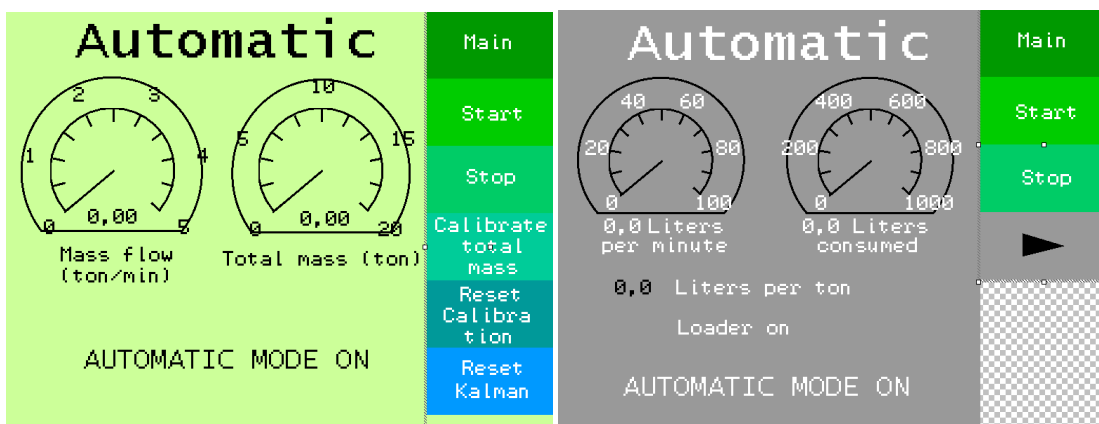 Automatic
2 3
1 4
0 0,00 5
Mass flow
(ton/min)
10
5 15
0 0,00 20
Total mass (ton)
AUTOMATIC MODE ON
Main
Start
Stop
Calibrate
total
mass
Reset
Calibra
tion
Reset
Kalman
Automatic
40 60
20 80
0 100
0,0 Liters
per minute
400 600
200 800
0 1000
0,0 Liters
consumed
0,0 Liters per ton
Loader on
AUTOMATIC MODE ON
Main
Start
Stop